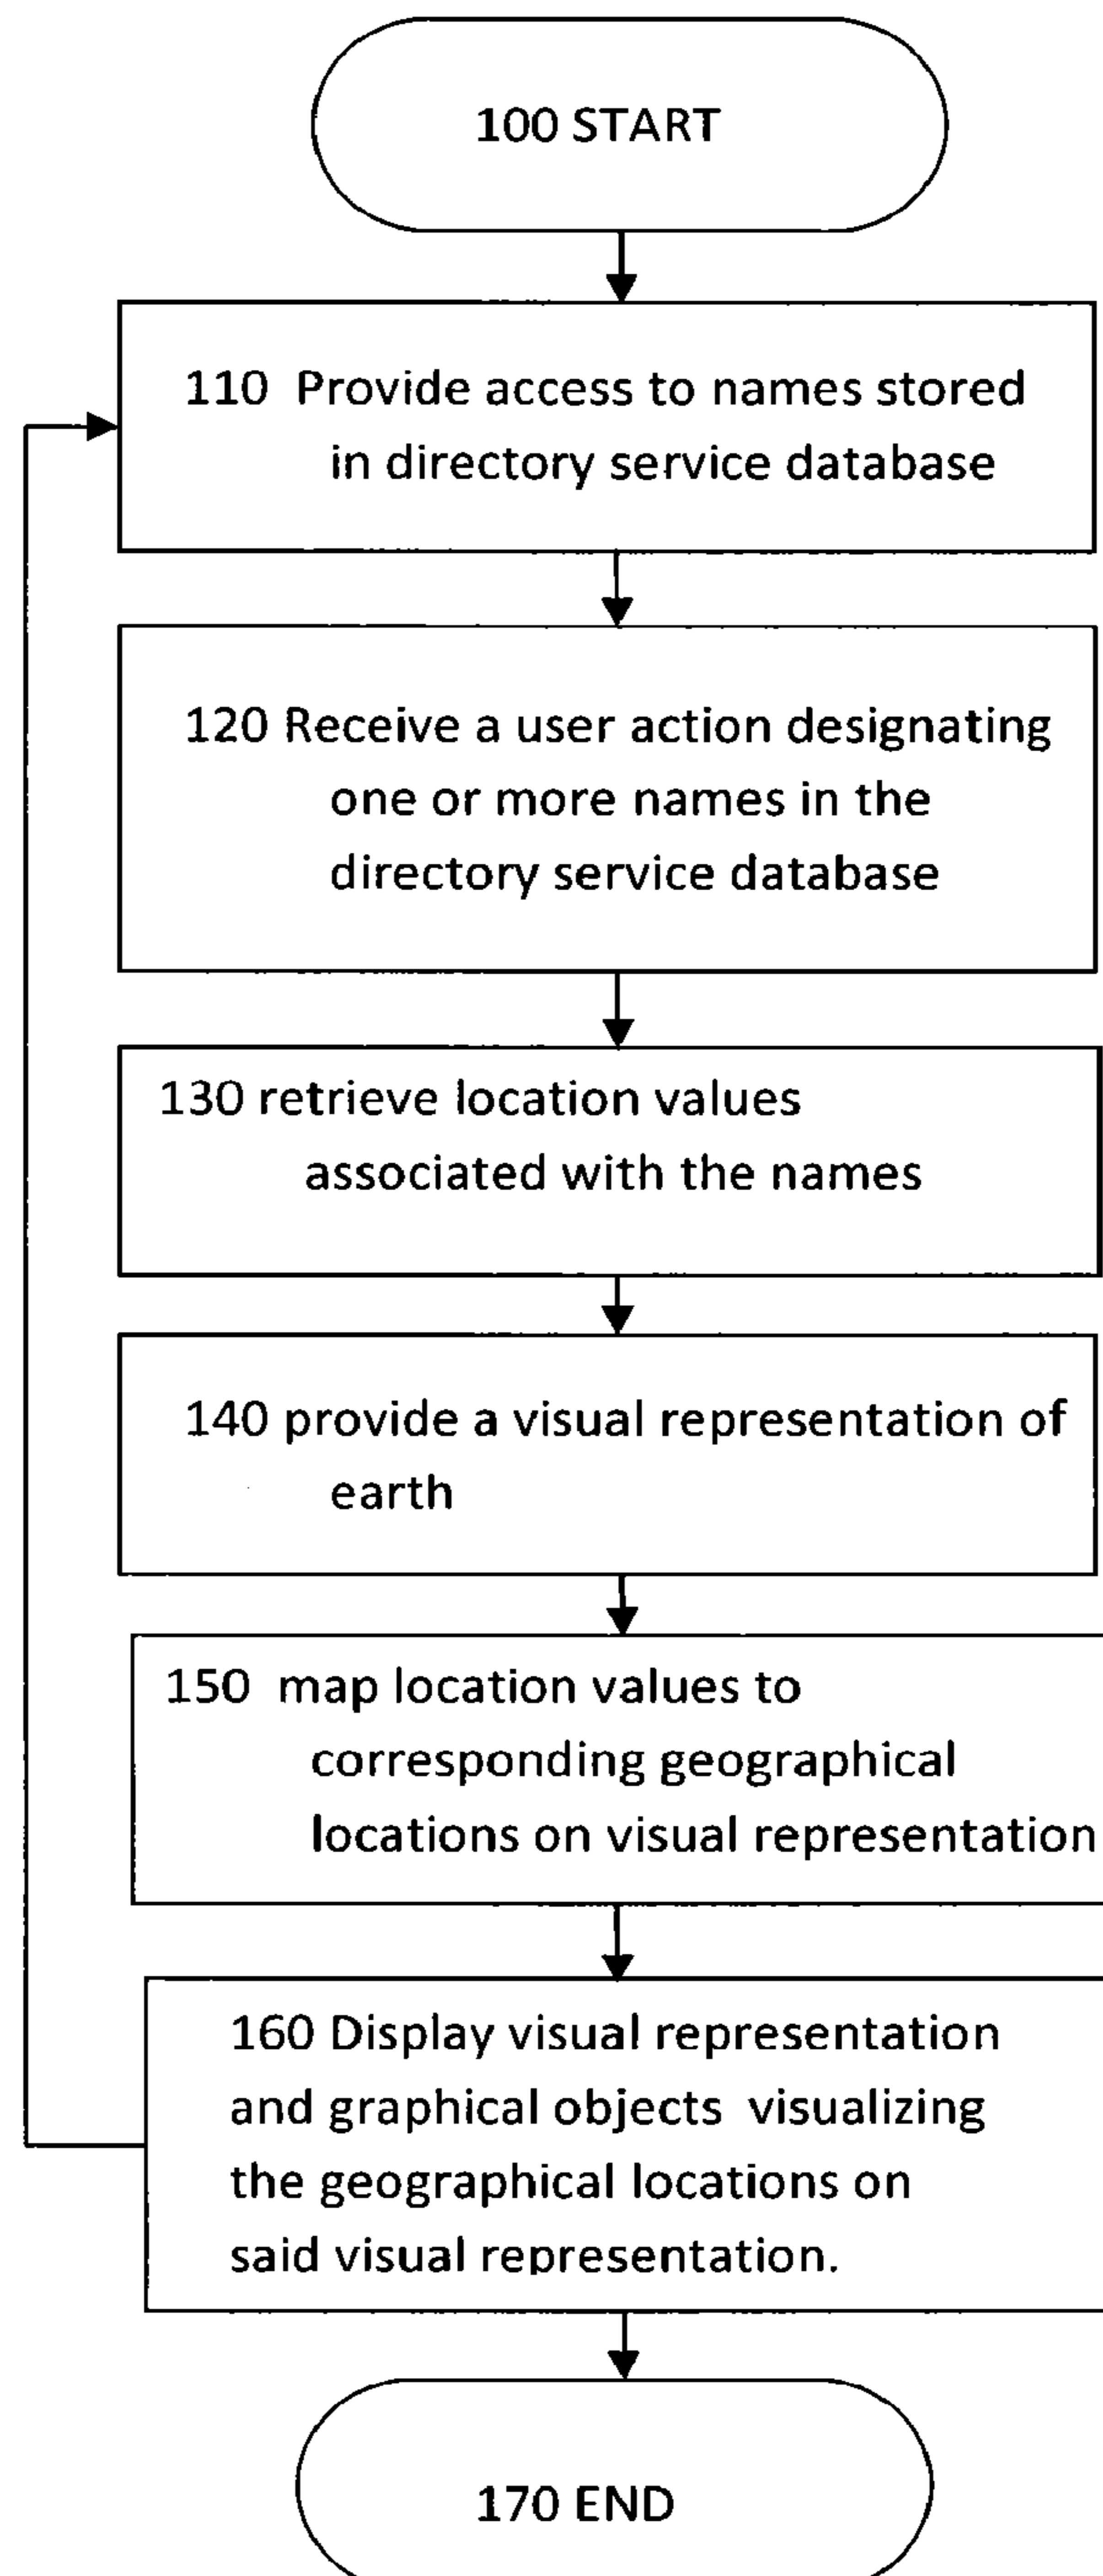 100 START
110 Provide access to names stored
in directory service database
120 Receive a user action designating
one or more names in the
directory service database
130 retrieve location values
associated with the names
140 provide a visual representation of
earth
150 map location values to
corresponding geographical
locations on visual representation
160 Display visual representation
and graphical objects visualizing
the geographical locations on
said visual representation.
170 END